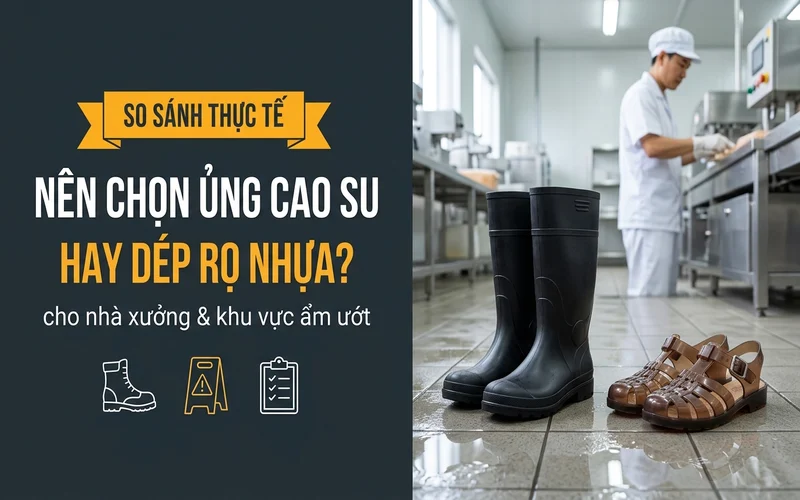 SO SÁNH THỰC TẾ
NÊN CHỌN ỦNG CAO SU
HAY DÉP RỌ NHỰA?
cho nhà xưởng & khu vực ẩm ướt